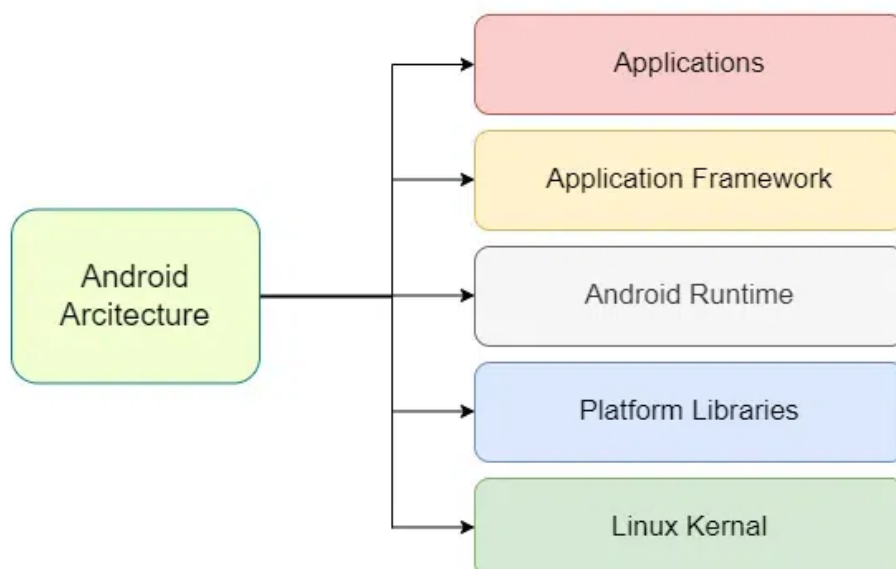 Applications
Application Framework
Android
Arcitecture
Android Runtime
Platform Libraries
Linux Kernal